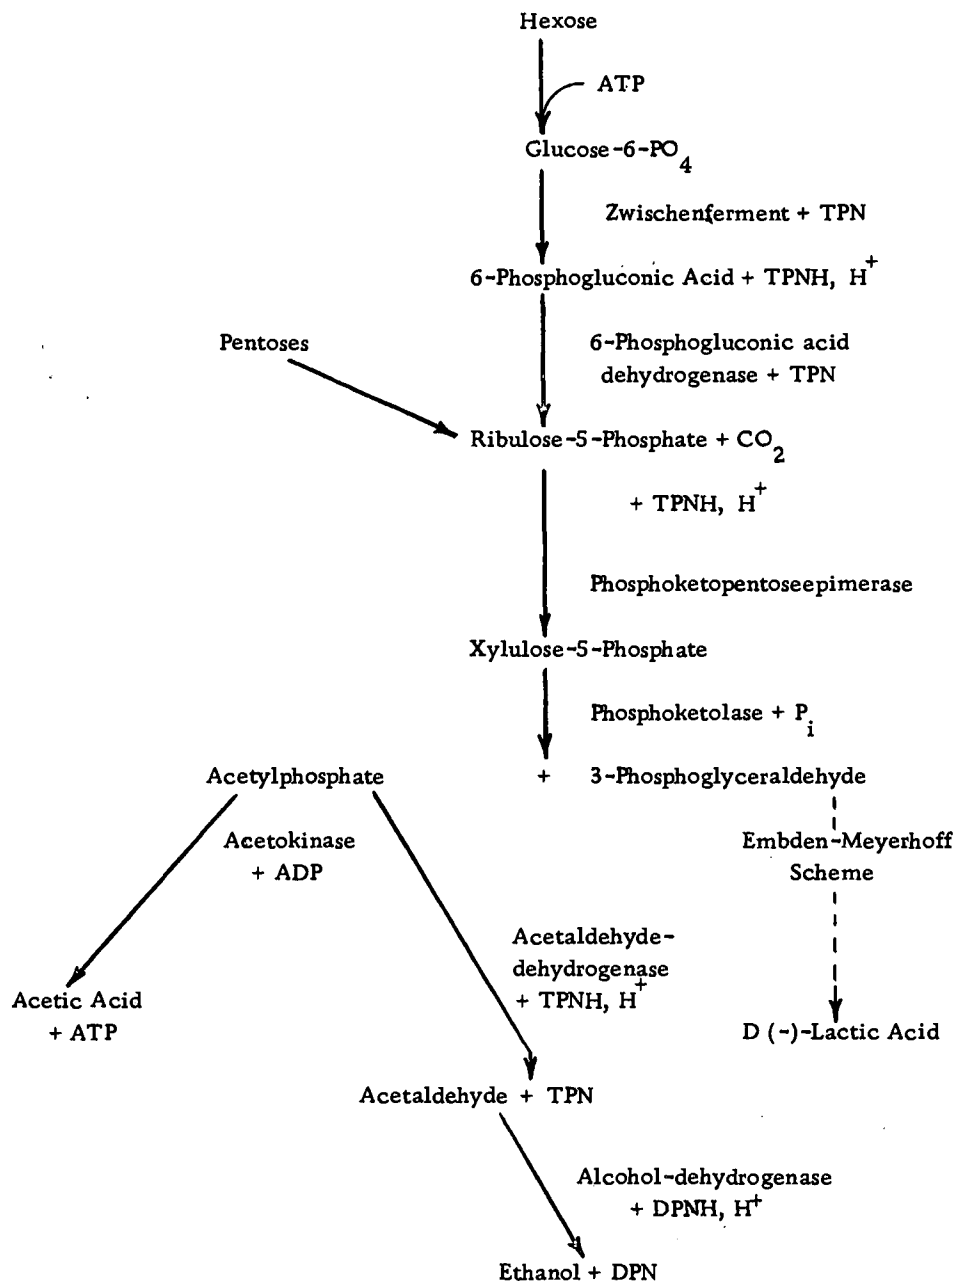 Hexose
ATP
Glucose-6-PO4
Zwischenferment + TPN
6-Phosphogluconic Acid + TPNH, H+
Pentoses
6-Phosphogluconic acid
dehydrogenase + TPN
Ribulose-5-Phosphate + CO2
+ TPNH, H+
Phosphoketopentoseepimerase
Xylulose-5-Phosphate
Phosphoketolase + Pi
Acetylphosphate + 3-Phosphoglyceraldehyde
Acetokinase
+ ADP
Embden-Meyerhoff
Scheme
Acetaldehyde-
dehydrogenase
+ TPNH, H+
Acetic Acid
+ ATP
D (-)-Lactic Acid
Acetaldehyde + TPN
Alcohol-dehydrogenase
+ DPNH, H+
Ethanol + DPN